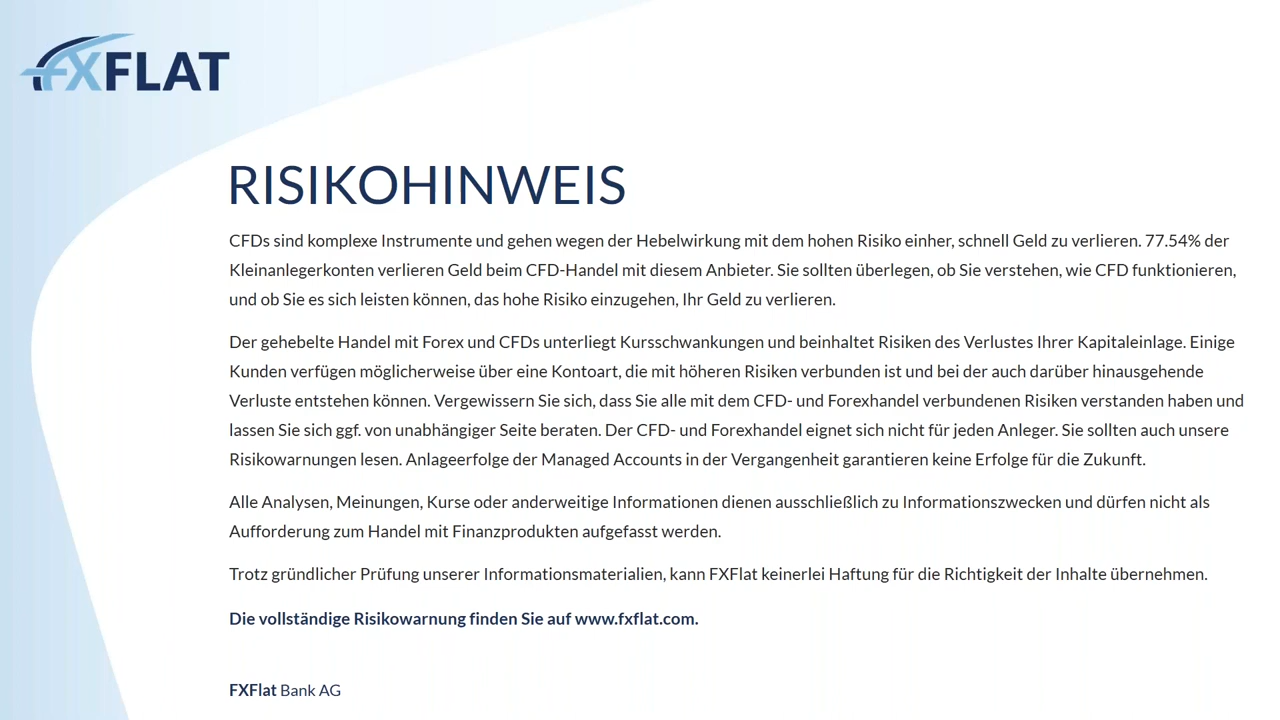 FXFLAT
RISIKOHINWEIS
CFDs sind komplexe Instrumente und gehen wegen der Hebelwirkung mit dem hohen Risiko einher, schnell Geld zu verlieren. 77.54% der
Kleinanlegerkonten verlieren Geld beim CFD-Handel mit diesem Anbieter. Sie sollten überlegen, ob Sie verstehen, wie CFD funktionieren,
und ob Sie es sich leisten können, das hohe Risiko einzugehen, Ihr Geld zu verlieren.
Der gehebelte Handel mit Forex und CFDs unterliegt Kursschwankungen und beinhaltet Risiken des Verlustes Ihrer Kapitaleinlage. Einige
Kunden verfügen möglicherweise über eine Kontoart, die mit höheren Risiken verbunden ist und bei der auch darüber hinausgehende
Verluste entstehen können. Vergewissern Sie sich, dass Sie alle mit dem CFD- und Forexhandel verbundenen Risiken verstanden haben und
lassen Sie sich ggf. von unabhängiger Seite beraten. Der CFD- und Forexhandel eignet sich nicht für jeden Anleger. Sie sollten auch unsere
Risikowarnungen lesen. Anlageerfolge der Managed Accounts in der Vergangenheit garantieren keine Erfolge für die Zukunft.
Alle Analysen, Meinungen, Kurse oder anderweitige Informationen dienen ausschließlich zu Informationszwecken und dürfen nicht als
Aufforderung zum Handel mit Finanzprodukten aufgefasst werden.
Trotz gründlicher Prüfung unserer Informationsmaterialien, kann FXFlat keinerlei Haftung für die Richtigkeit der Inhalte übernehmen.
Die vollständige Risikowarnung finden Sie auf www.fxflat.com.
FXFlat Bank AG